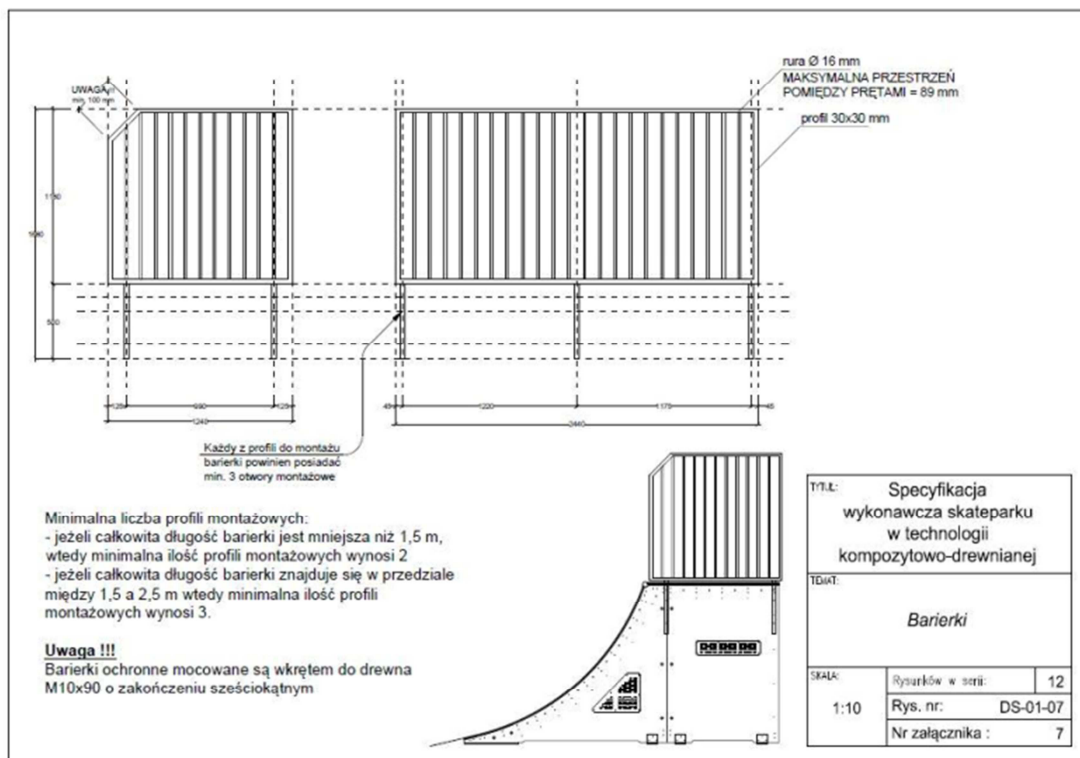 rura Ø 16 mm
MAKSYMALNA PRZESTRZEŃ
POMIĘDZY PRĘTAMI = 89 mm
profil 30x30 mm
UWAGA
min. 100 mm
500
125
125
1240
45
1220
1175
45
2440
Każdy z profili do montażu
barierki powinien posiadać
min. 3 otwory montażowe
Minimalna liczba profili montażowych:
- jeżeli całkowita długość barierki jest mniejsza niż 1,5 m,
wtedy minimalna ilość profili montażowych wynosi 2
- jeżeli całkowita długość barierki znajduje się w przedziale
między 1,5 a 2,5 m wtedy minimalna ilość profili
montażowych wynosi 3.
Uwaga !!!
Barierki ochronne mocowane są wkrętem do drewna
M10x90 o zakończeniu sześciokątnym
TYTUŁ:
Specyfikacja
wykonawcza skateparku
w technologii
kompozytowo-drewnianej
TEMAT:
Barierki
SKALA:
1:10
Rysunków w serii: 12
Rys. nr: DS-01-07
Nr załącznika : 7